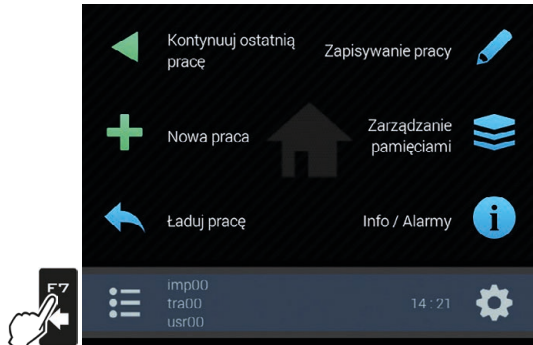 Kontynuuj ostatnią
pracę
Zapisywanie pracy
Nowa praca
Zarządzanie
pamięciami
Ładuj pracę
Info / Alarmy
F7
imp00
tra00
usr00
14 : 21